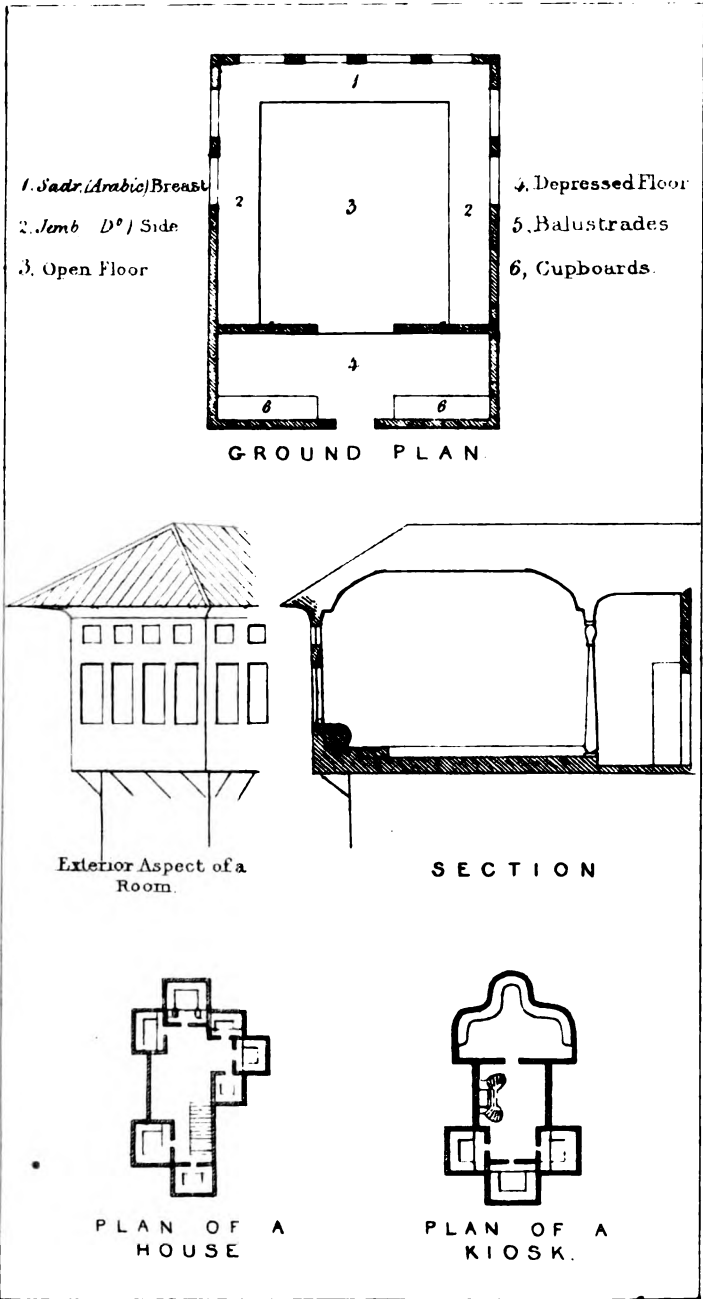 1
1. Sadr. (Arabic) Breast
2. Jemb D⁰) Side
3. Open Floor
2
3
2
4. Depressed Floor
5. Balustrades
6, Cupboards.
4
6
6
GROUND PLAN.
Exterior Aspect of a
Room.
SECTION
PLAN OF A
HOUSE
PLAN OF A
KIOSK.